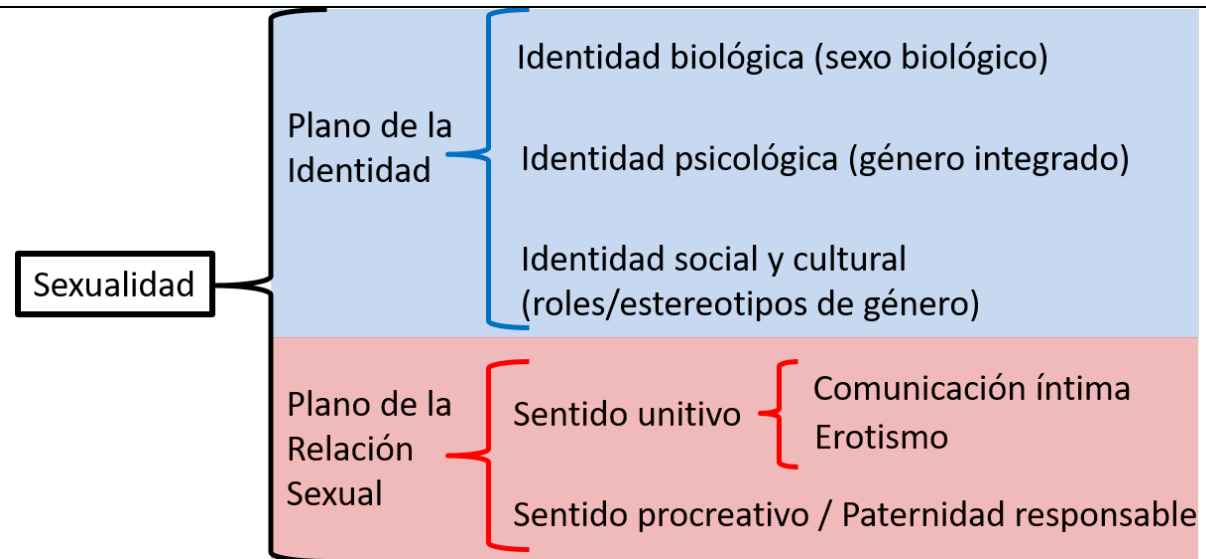 Sexualidad
Plano de la
Identidad
Identidad biológica (sexo biológico)
Identidad psicológica (género integrado)
Identidad social y cultural
(roles/estereotipos de género)
Plano de la
Relación
Sexual
Sentido unitivo
Comunicación íntima
Erotismo
Sentido procreativo / Paternidad responsable